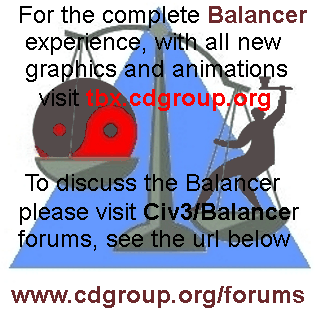 For the complete Balancer
experience, with all new
graphics and animations
visit tbx.cdgroup.org
To discuss the Balancer
please visit Civ3/Balancer
forums, see the url below
www.cdgroup.org/forums